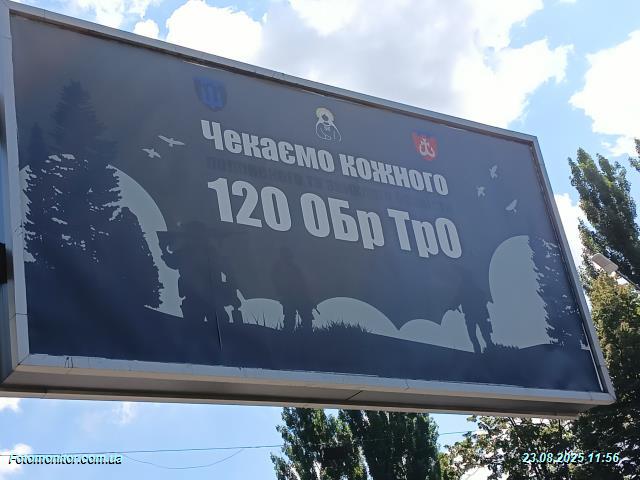 Чекаємо кожного
120 ОБр ТрО
Fotomonitor.com.ua
23.08.2025 11:56